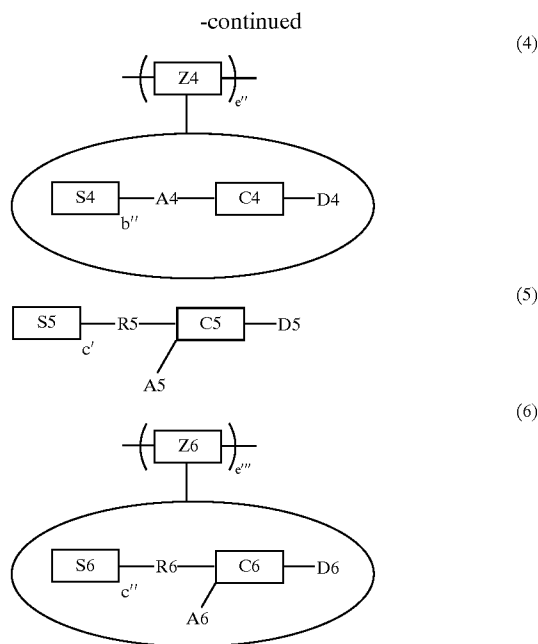 -continued
(4)
Z4
e''
S4 b'' A4 C4 D4
(5)
S5 c' R5 C5 D5
A5
(6)
Z6
e'''
S6 c'' R6 C6 D6
A6